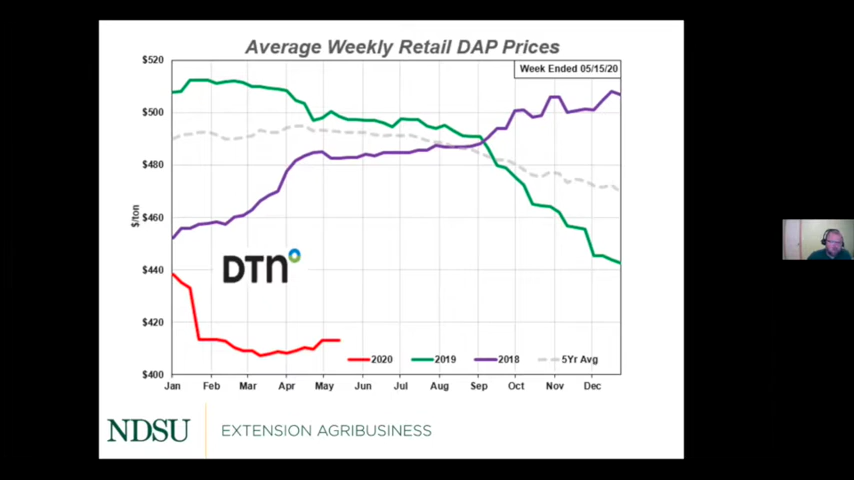 Average Weekly Retail DAP Prices
Week Ended 05/15/20
$520
$500
$480
$460
$440
$420
$400
$/ton
DTN
2020 2019 2018 5Yr Avg
Jan Feb Mar Apr May Jun Jul Aug Sep Oct Nov Dec
NDSU EXTENSION AGRIBUSINESS